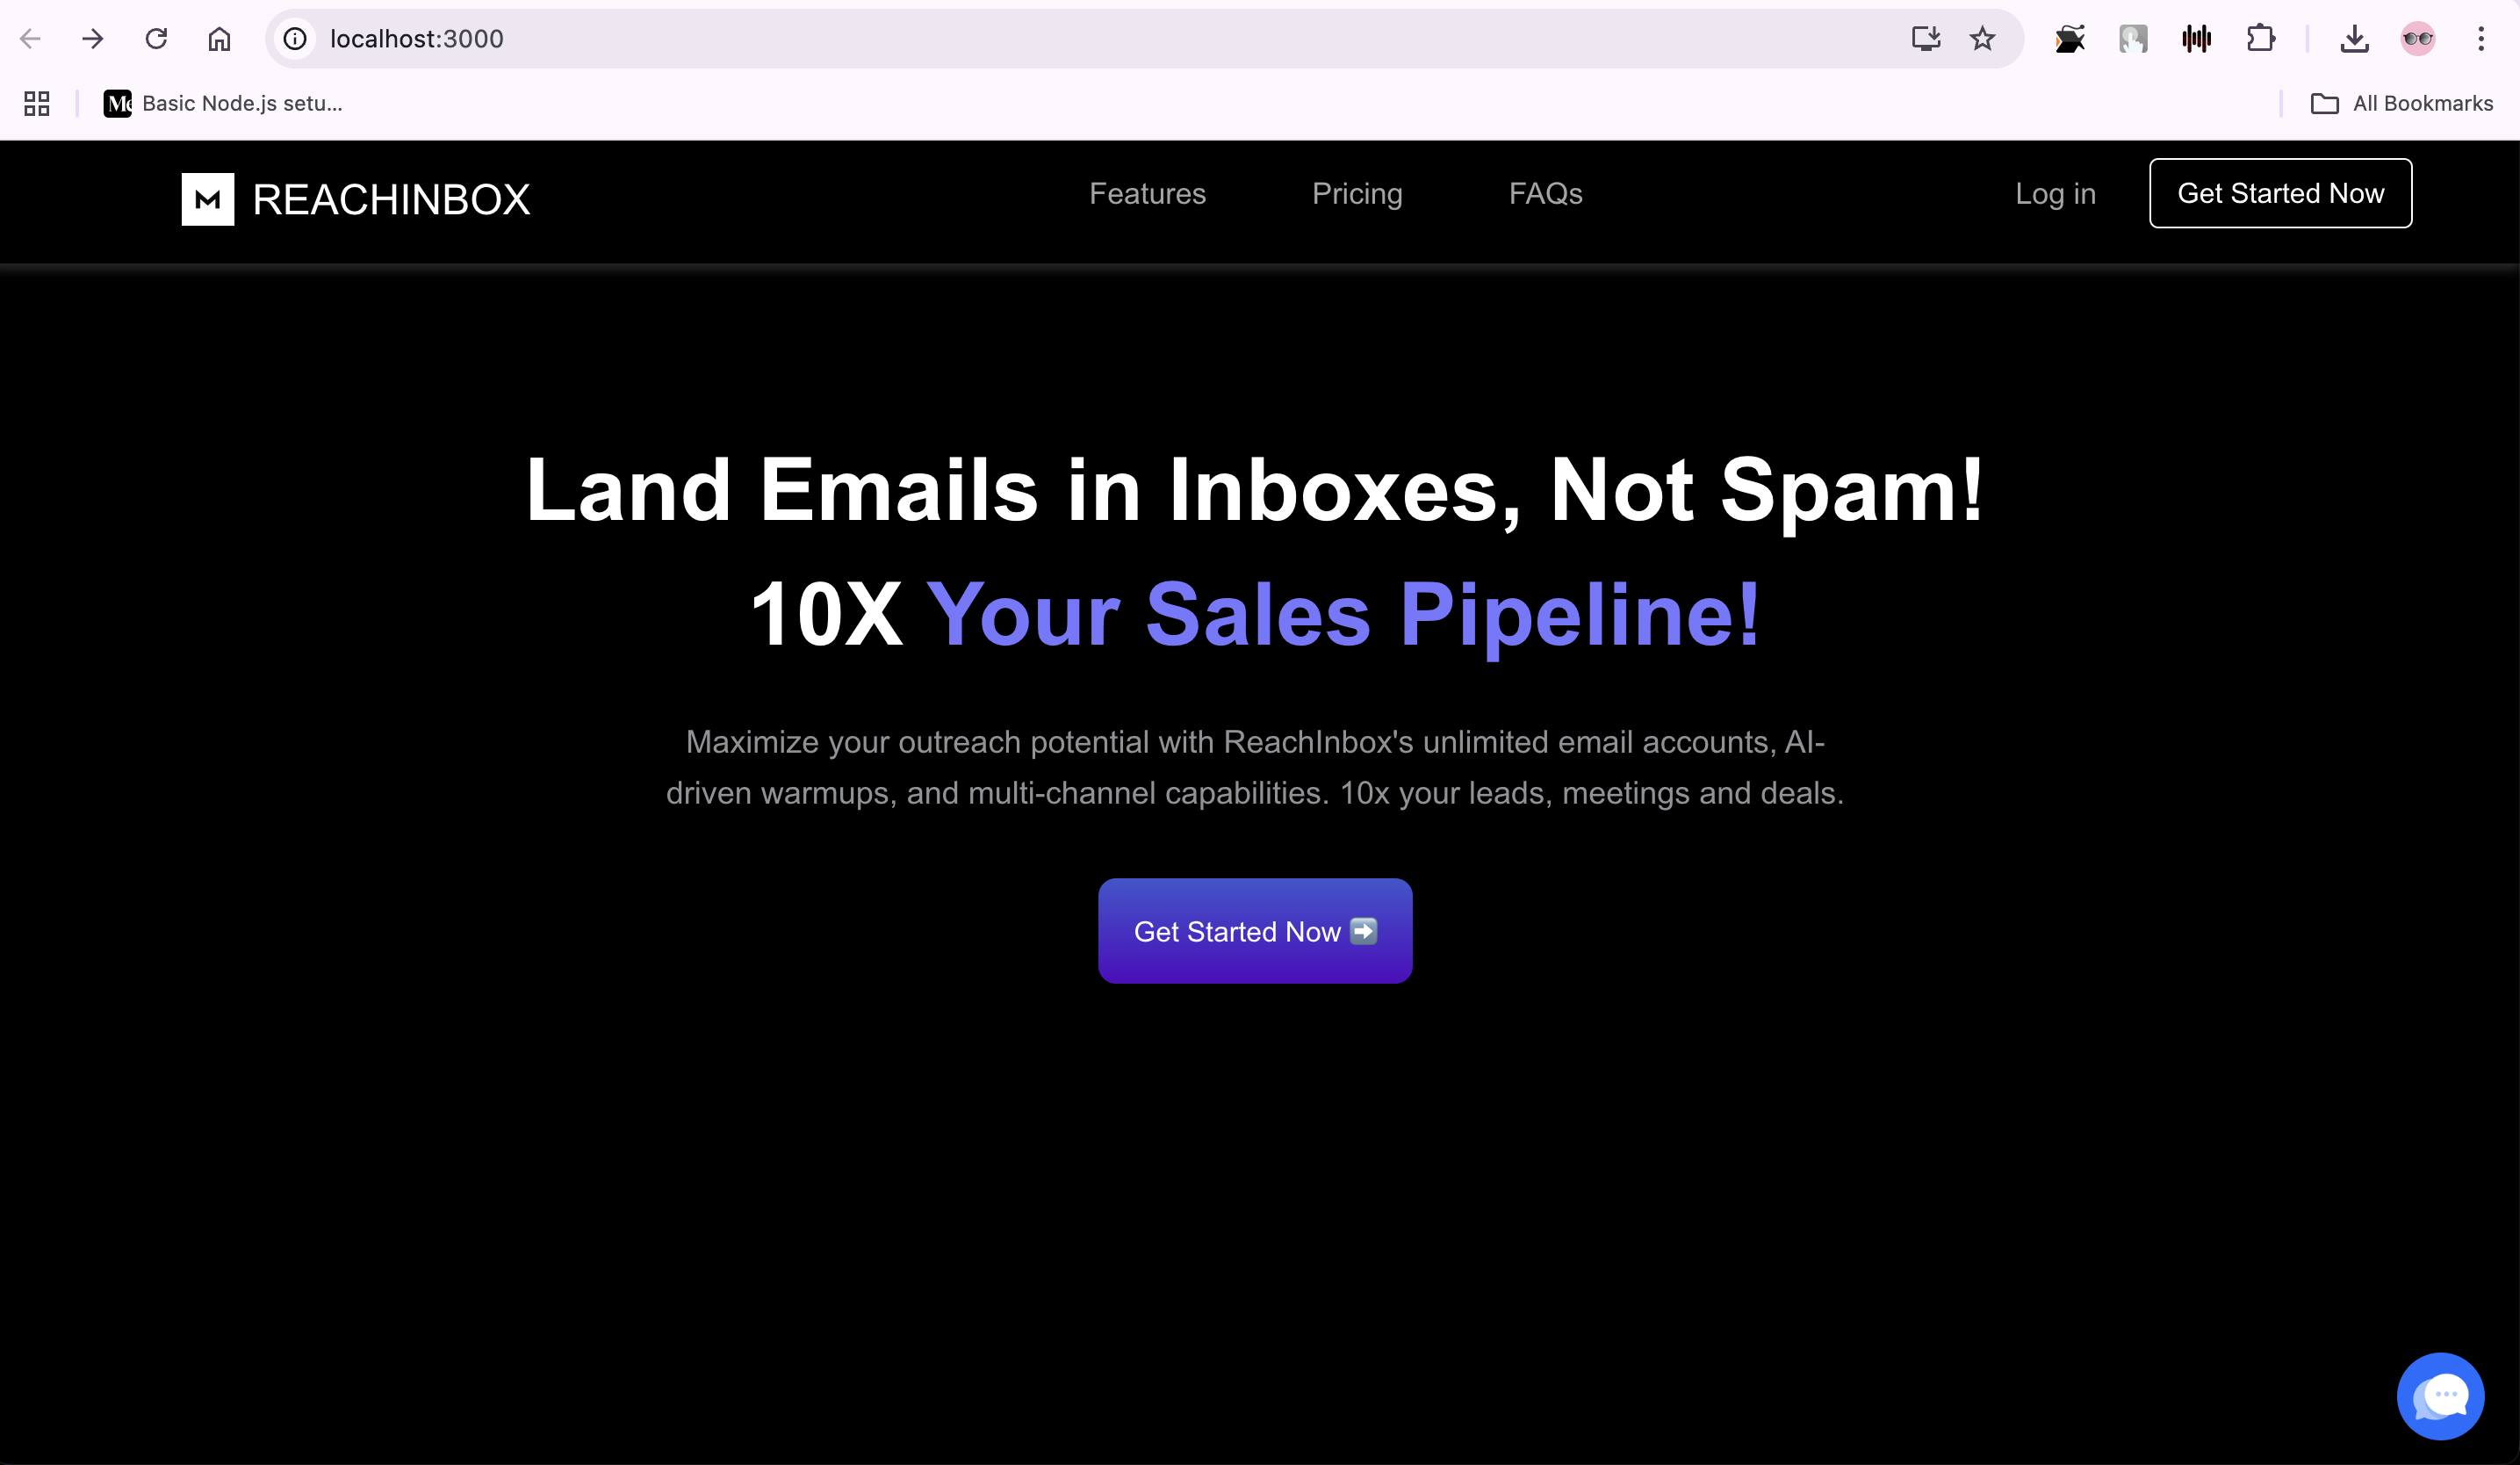 localhost:3000
Me Basic Node.js setu... All Bookmarks
M REACHINBOX Features Pricing FAQs Log in Get Started Now
Land Emails in Inboxes, Not Spam!
10X Your Sales Pipeline!
Maximize your outreach potential with ReachInbox's unlimited email accounts, AI-
driven warmups, and multi-channel capabilities. 10x your leads, meetings and deals.
Get Started Now ➡️